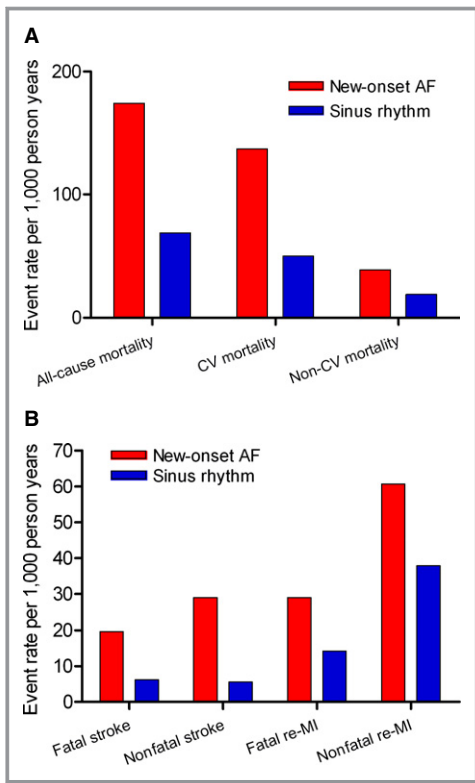 A
Event rate per 1,000 person years
200
100
0
New-onset AF
Sinus rhythm
All-cause mortality
CV mortality
Non-CV mortality
B
Event rate per 1,000 person years
70
60
50
40
30
20
10
0
New-onset AF
Sinus rhythm
Fatal stroke
Nonfatal stroke
Fatal re-MI
Nonfatal re-MI